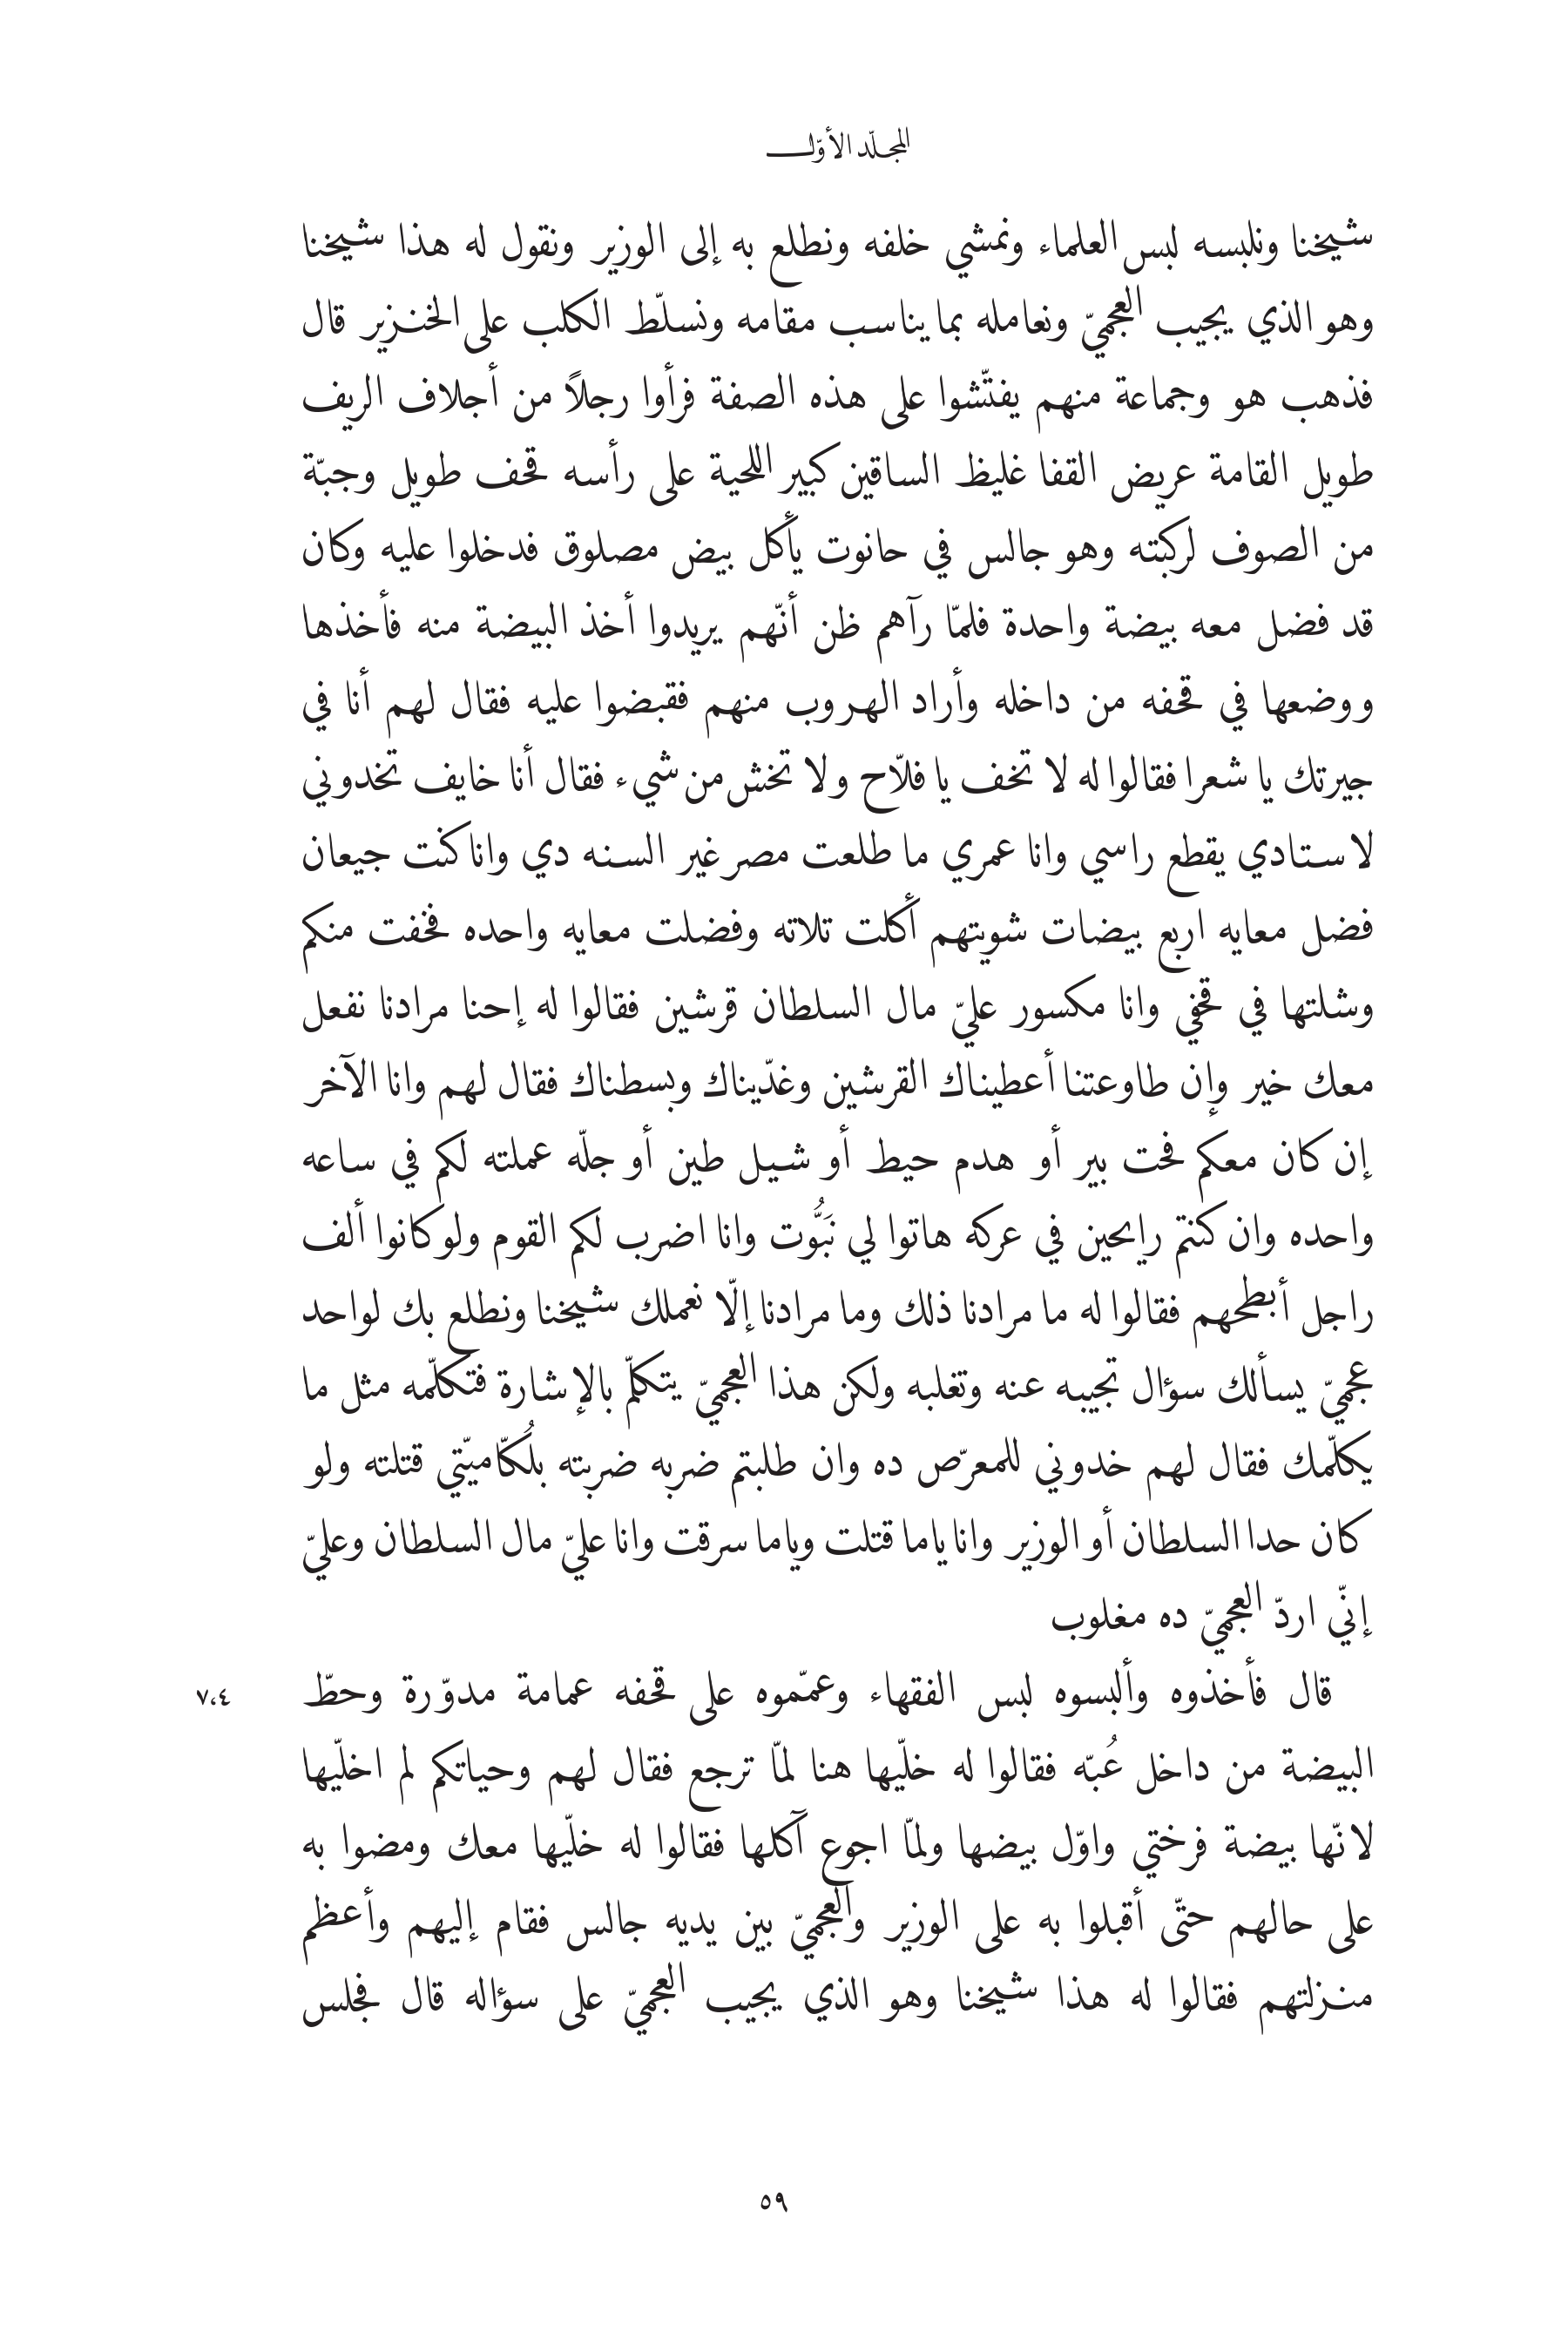 المجلّد الأوّل
شيخنا ونلبسه لبس العلماء ونمشي خلفه ونطلع به إلى الوزير ونقول له هذا شيخنا
وهو الذي يجيب العجميّ ونعامله بما يناسب مقامه ونسلّط الكلب على الخنزير قال
فذهب هو وجماعة منهم يفتّشوا على هذه الصفة فرأوا رجلاً من أجلاف الريف
طويل القامة عريض القفا غليظ الساقين كبير اللحية على رأسه قحف طويل وجبّة
من الصوف لركبته وهو جالس في حانوت يأكل بيض مصلوق فدخلوا عليه وكان
قد فضل معه بيضة واحدة فلمّا رآهم ظن أنّهم يريدوا أخذ البيضة منه فأخذها
ووضعها في قحفه من داخله وأراد الهروب منهم فقبضوا عليه فقال لهم أنا في
جيرتك يا شعرا فقالوا له لا تخف يا فلّاح ولا تخش من شيء فقال أنا خايف تخدوني
لاستادي يقطع راسي وانا عمري ما طلعت مصر غير السنه دي وانا كنت جيعان
فضل معايه اربع بيضات شويتهم أكلت تلاته وفضلت معايه واحده فخفت منكم
وشلتها في قحفي وانا مكسور عليّ مال السلطان قرشين فقالوا له إحنا مرادنا نفعل
معك خير وإن طاوعتنا أعطيناك القرشين وغدّيناك وبسطناك فقال لهم وانا الآخر
إن كان معكم فحت بير أو هدم حيط أو شيل طين أو جلّه عملته لكم في ساعه
واحده وان كنتم رايحين في عركه هاتوا لي نَبُّوت وانا اضرب لكم القوم ولو كانوا ألف
راجل أبطحهم فقالوا له ما مرادنا ذلك وما مرادنا إلّا نعملك شيخنا ونطلع بك لواحد
عجميّ يسألك سؤال تجيبه عنه وتغلبه ولكن هذا العجميّ يتكلّم بالإشارة فتكلّمه مثل ما
يكلّمك فقال لهم خدوني للمعرّص ده وان طلبتم ضربه ضربته بلُكّاميّتي قتلته ولو
كان حدا السلطان أو الوزير وانا ياما قتلت وياما سرقت وانا عليّ مال السلطان وعليّ
إنّي اردّ العجميّ ده مغلوب
٧،٤ قال فأخذوه وألبسوه لبس الفقهاء وعمّموه على قحفه عمامة مدوّرة وحطّ
البيضة من داخل عُبّه فقالوا له خلّيها هنا لمّا ترجع فقال لهم وحياتكم لم اخلّيها
لانّها بيضة فرختي واوّل بيضها ولمّا اجوع آكلها فقالوا له خلّيها معك ومضوا به
على حالهم حتّى أقبلوا به على الوزير والعجميّ بين يديه جالس فقام إليهم وأعظم
منزلتهم فقالوا له هذا شيخنا وهو الذي يجيب العجميّ على سؤاله قال فجلس
٥٩